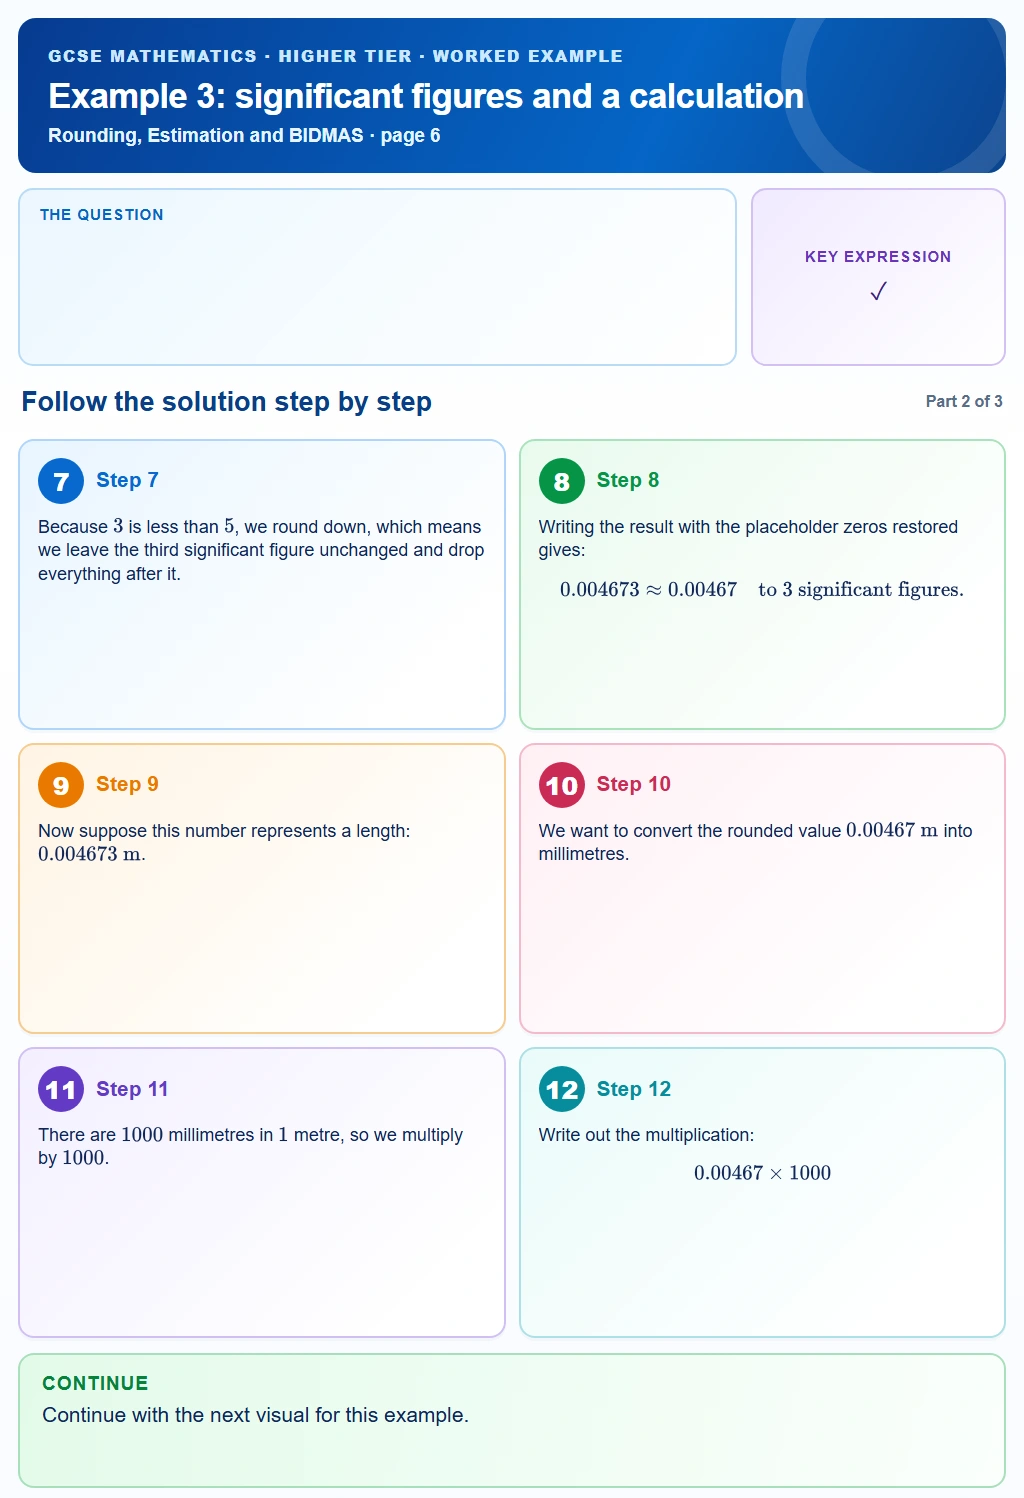 GCSE MATHEMATICS · HIGHER TIER · WORKED EXAMPLE
Example 3: significant figures and a calculation
Rounding, Estimation and BIDMAS · page 6
THE QUESTION
KEY EXPRESSION
✓
Follow the solution step by step
Part 2 of 3
7 Step 7
Because 3 is less than 5, we round down, which means
we leave the third significant figure unchanged and drop
everything after it.
8 Step 8
Writing the result with the placeholder zeros restored
gives:
0.004673 ≈ 0.00467 to 3 significant figures.
9 Step 9
Now suppose this number represents a length:
0.004673 m.
10 Step 10
We want to convert the rounded value 0.00467 m into
millimetres.
11 Step 11
There are 1000 millimetres in 1 metre, so we multiply
by 1000.
12 Step 12
Write out the multiplication:
0.00467 × 1000
CONTINUE
Continue with the next visual for this example.